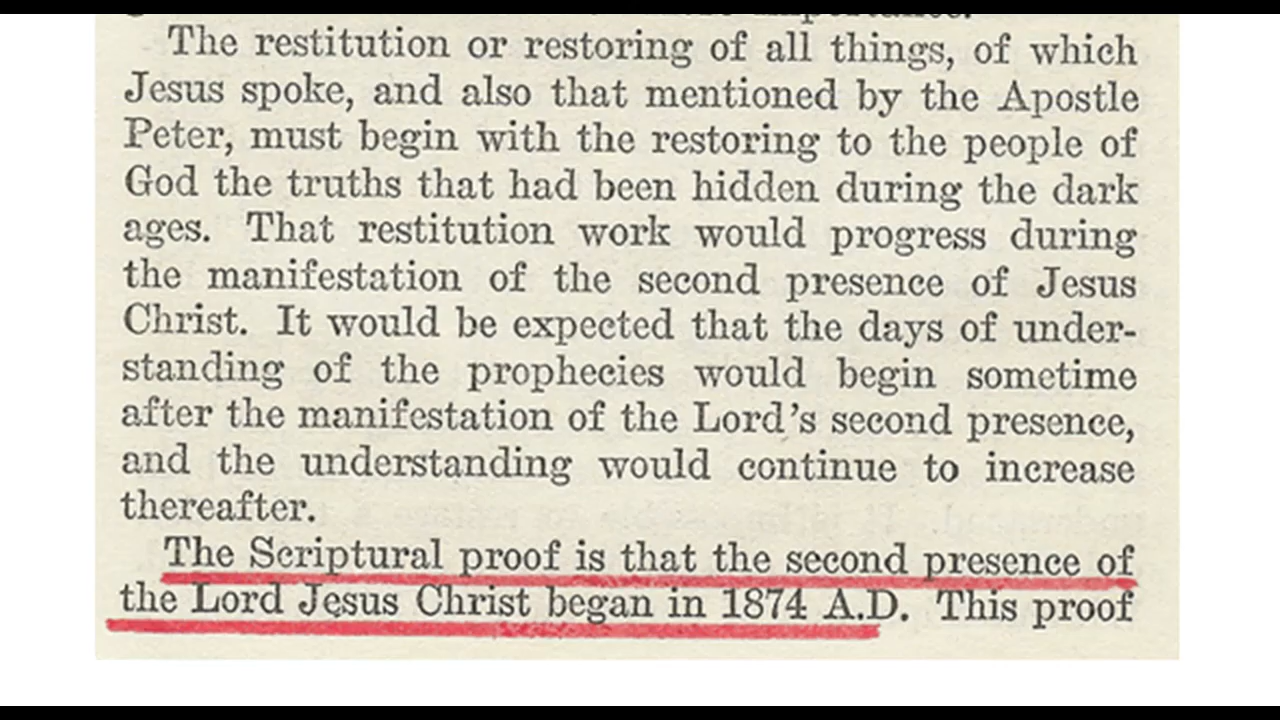 The restitution or restoring of all things, of which
Jesus spoke, and also that mentioned by the Apostle
Peter, must begin with the restoring to the people of
God the truths that had been hidden during the dark
ages. That restitution work would progress during
the manifestation of the second presence of Jesus
Christ. It would be expected that the days of under-
standing of the prophecies would begin sometime
after the manifestation of the Lord's second presence,
and the understanding would continue to increase
thereafter.
The Scriptural proof is that the second presence of
the Lord Jesus Christ began in 1874 A.D. This proof